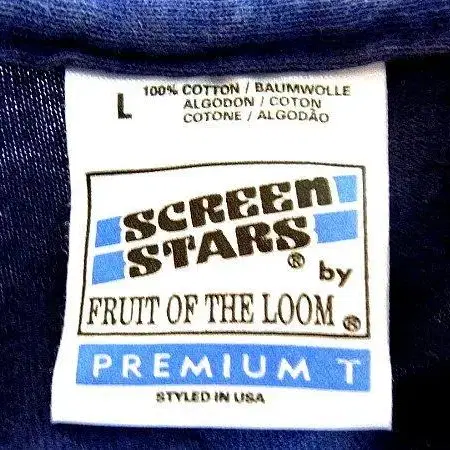 L
100% COTTON / BAUMWOLLE
ALGODON / COTON
COTONE / ALGODÃO
SCREEN
STARS ®
by
FRUIT OF THE LOOM ®
PREMIUM T
STYLED IN USA